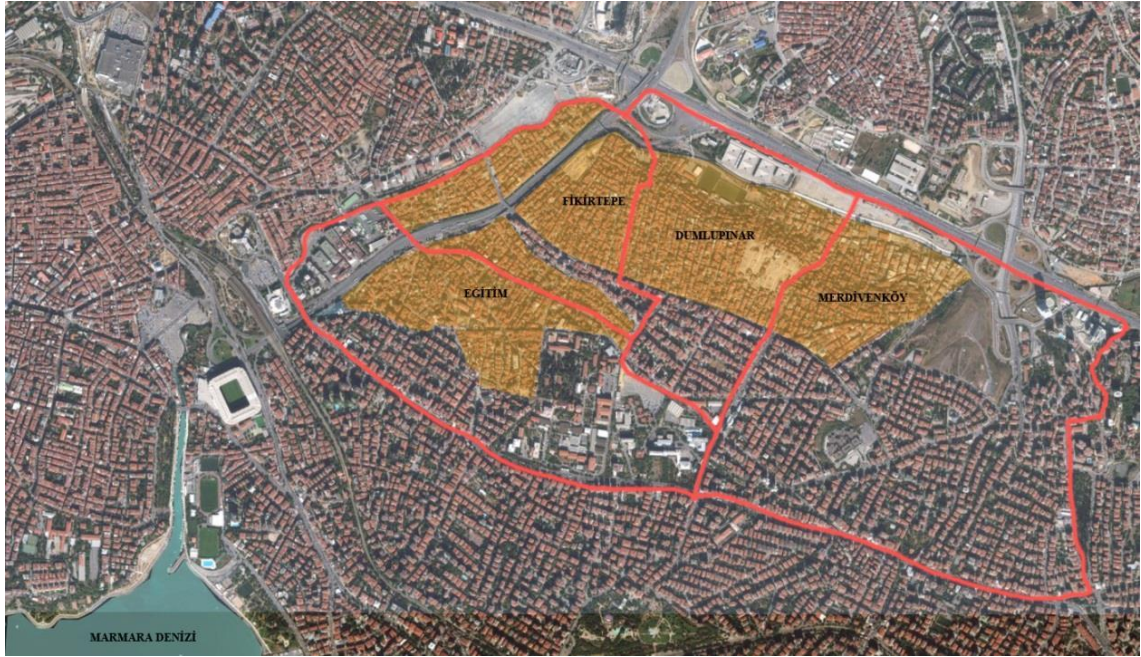 FİKİRTEPE
DUMLUPINAR
EĞİTİM
MERDİVENKÖY
MARMARA DENİZİ